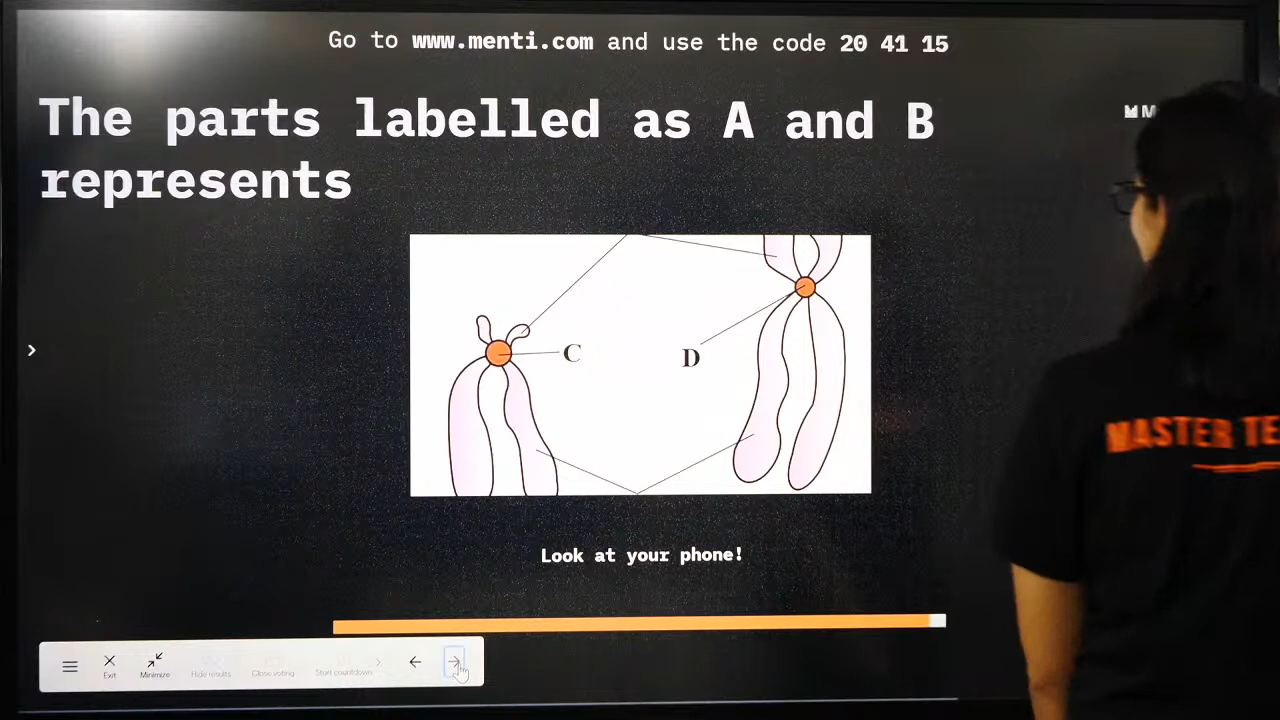 Go to www.menti.com and use the code 20 41 15
The parts labelled as A and B
represents
C
D
Look at your phone!
Exit
Minimize
Hide results
Close voting
Start countdown
MASTER